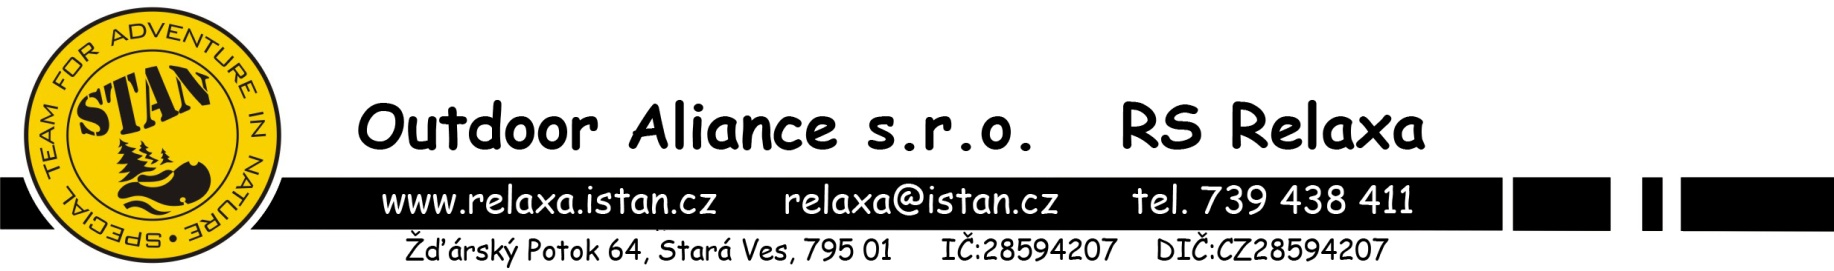 SPECIAL TEAM FOR ADVENTURE IN NATURE •
STAN
Outdoor Aliance s.r.o. RS Relaxa
www.relaxa.istan.cz relaxa@istan.cz tel. 739 438 411
Žďárský Potok 64, Stará Ves, 795 01 IČ:28594207 DIČ:CZ28594207